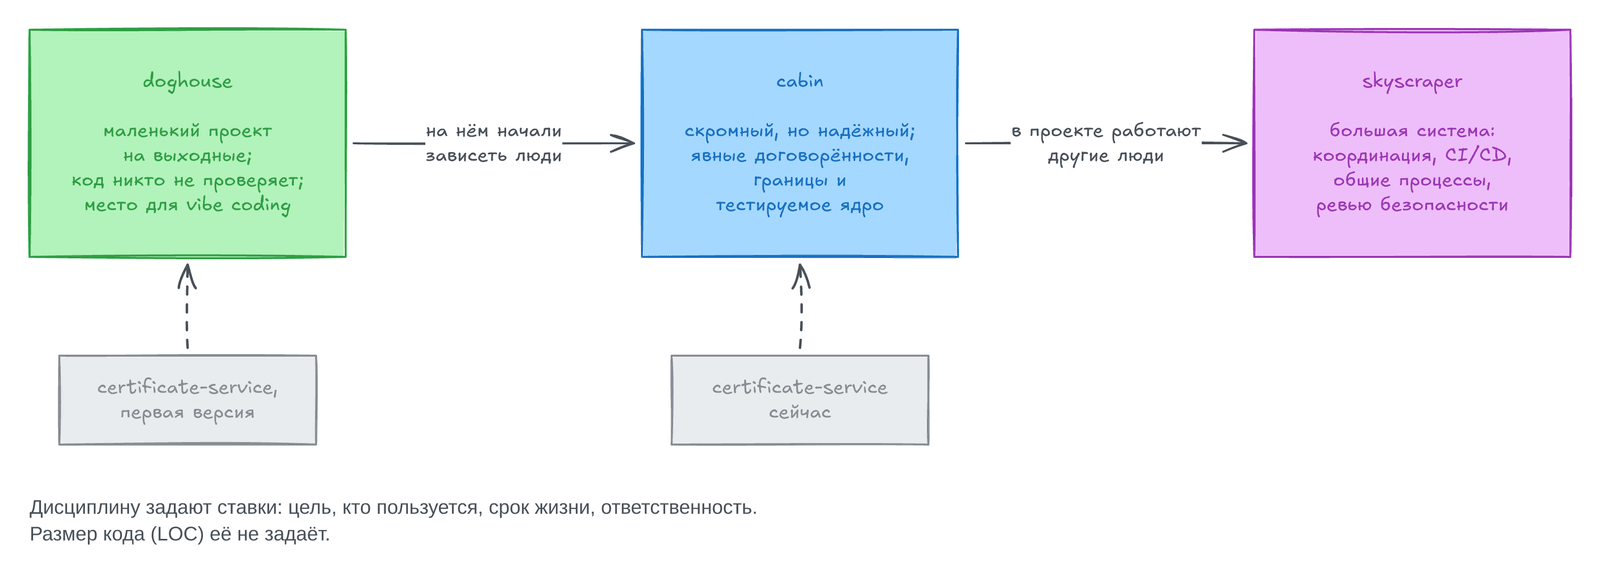 doghouse
маленький проект
на выходные;
код никто не проверяет;
место для vibe coding
на нём начали
зависеть люди
cabin
скромный, но надёжный;
явные договорённости,
границы и
тестируемое ядро
в проекте работают
другие люди
skyscraper
большая система:
координация, CI/CD,
общие процессы,
ревью безопасности
certificate-service,
первая версия
certificate-service
сейчас
Дисциплину задают ставки: цель, кто пользуется, срок жизни, ответственность.
Размер кода (LOC) её не задаёт.